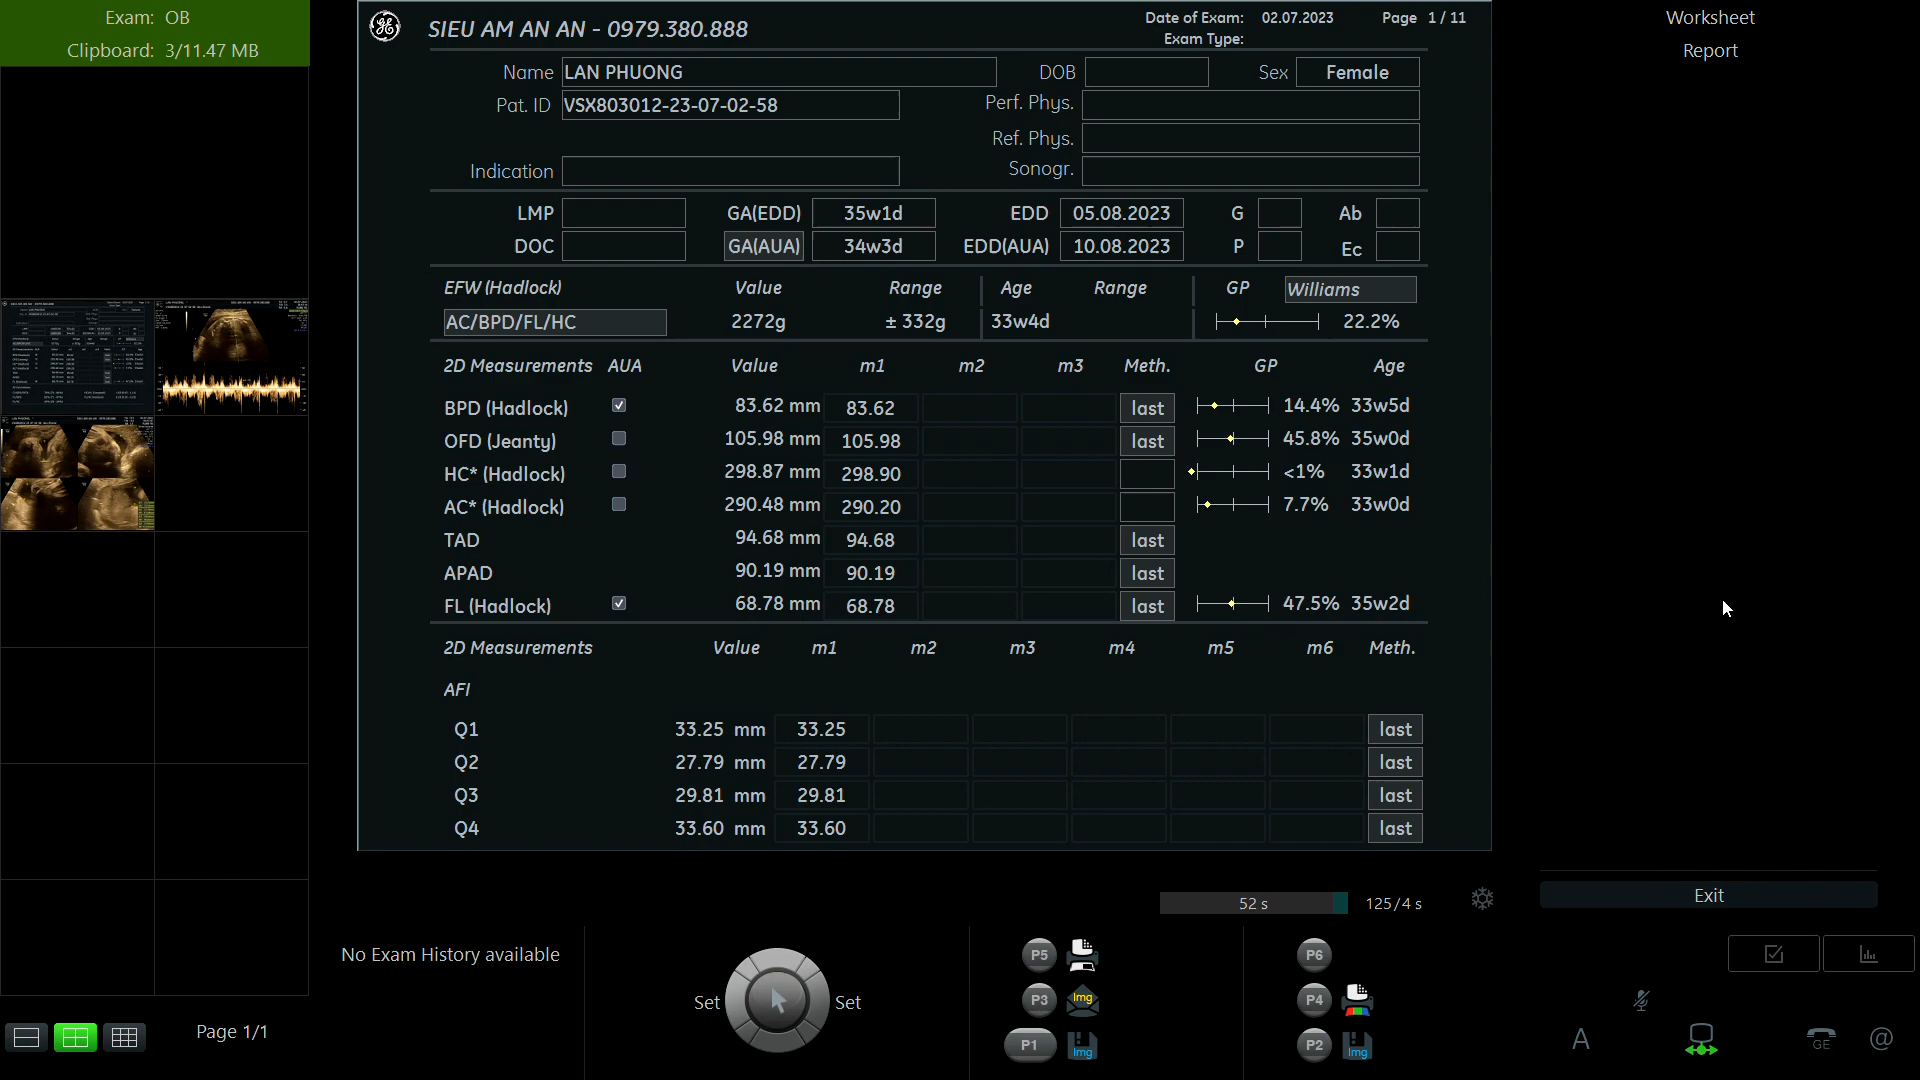 Exam: OB
Clipboard: 3/11.47 MB
SIEU AM AN AN - 0979.380.888
Date of Exam: 02.07.2023 Page 1 / 11
Exam Type:
Name LAN PHUONG DOB Sex Female
Pat. ID VSX803012-23-07-02-58 Perf. Phys.
Ref. Phys.
Indication Sonogr.
LMP GA(EDD) 35w1d EDD 05.08.2023 G Ab
DOC GA(AUA) 34w3d EDD(AUA) 10.08.2023 P Ec
EFW (Hadlock) Value Range Age Range GP Williams
AC/BPD/FL/HC 2272g ± 332g 33w4d 22.2%
2D Measurements AUA Value m1 m2 m3 Meth. GP Age
BPD (Hadlock) 83.62 mm 83.62 last 14.4% 33w5d
OFD (Jeanty) 105.98 mm 105.98 last 45.8% 35w0d
HC* (Hadlock) 298.87 mm 298.90 <1% 33w1d
AC* (Hadlock) 290.48 mm 290.20 7.7% 33w0d
TAD 94.68 mm 94.68 last
APAD 90.19 mm 90.19 last
FL (Hadlock) 68.78 mm 68.78 last 47.5% 35w2d
2D Measurements Value m1 m2 m3 m4 m5 m6 Meth.
AFI
Q1 33.25 mm 33.25 last
Q2 27.79 mm 27.79 last
Q3 29.81 mm 29.81 last
Q4 33.60 mm 33.60 last
Worksheet
Report
52 s 125/4 s
Exit
No Exam History available
Set Set
P5 P6
P3 Img P4
P1 Img P2 Img
A GE @
Page 1/1